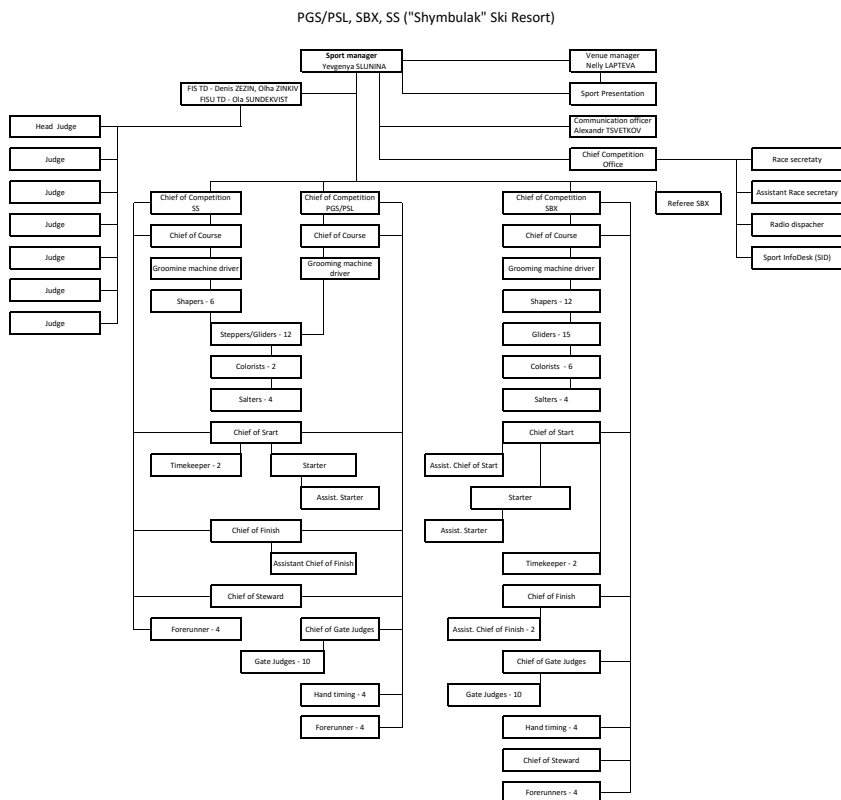 PGS/PSL, SBX, SS ("Shymbulak" Ski Resort)
Sport manager
Yevgenya SLUNINA
Venue manager
Nelly LAPTEVA
FIS TD - Denis ZEZIN, Olha ZINKIV
FISU TD - Ola SUNDEKVIST
Sport Presentation
Head Judge
Communication officer
Alexandr TSVETKOV
Judge
Chief Competition
Office
Race secretaty
Judge
Chief of Competition
SS
Chief of Competition
PGS/PSL
Chief of Competition
SBX
Referee SBX
Assistant Race secretary
Judge
Chief of Course
Chief of Course
Chief of Course
Radio dispacher
Judge
Groomine machine driver
Grooming machine
driver
Grooming machine driver
Sport InfoDesk (SID)
Judge
Shapers - 6
Shapers - 12
Judge
Steppers/Gliders - 12
Gliders - 15
Colorists - 2
Colorists - 6
Salters - 4
Salters - 4
Chief of Srart
Chief of Start
Timekeeper - 2
Starter
Assist. Chief of Start
Assist. Starter
Starter
Chief of Finish
Assist. Starter
Assistant Chief of Finish
Timekeeper - 2
Chief of Steward
Chief of Finish
Forerunner - 4
Chief of Gate Judges
Assist. Chief of Finish - 2
Gate Judges - 10
Chief of Gate Judges
Hand timing - 4
Gate Judges - 10
Forerunner - 4
Hand timing - 4
Chief of Steward
Forerunners - 4